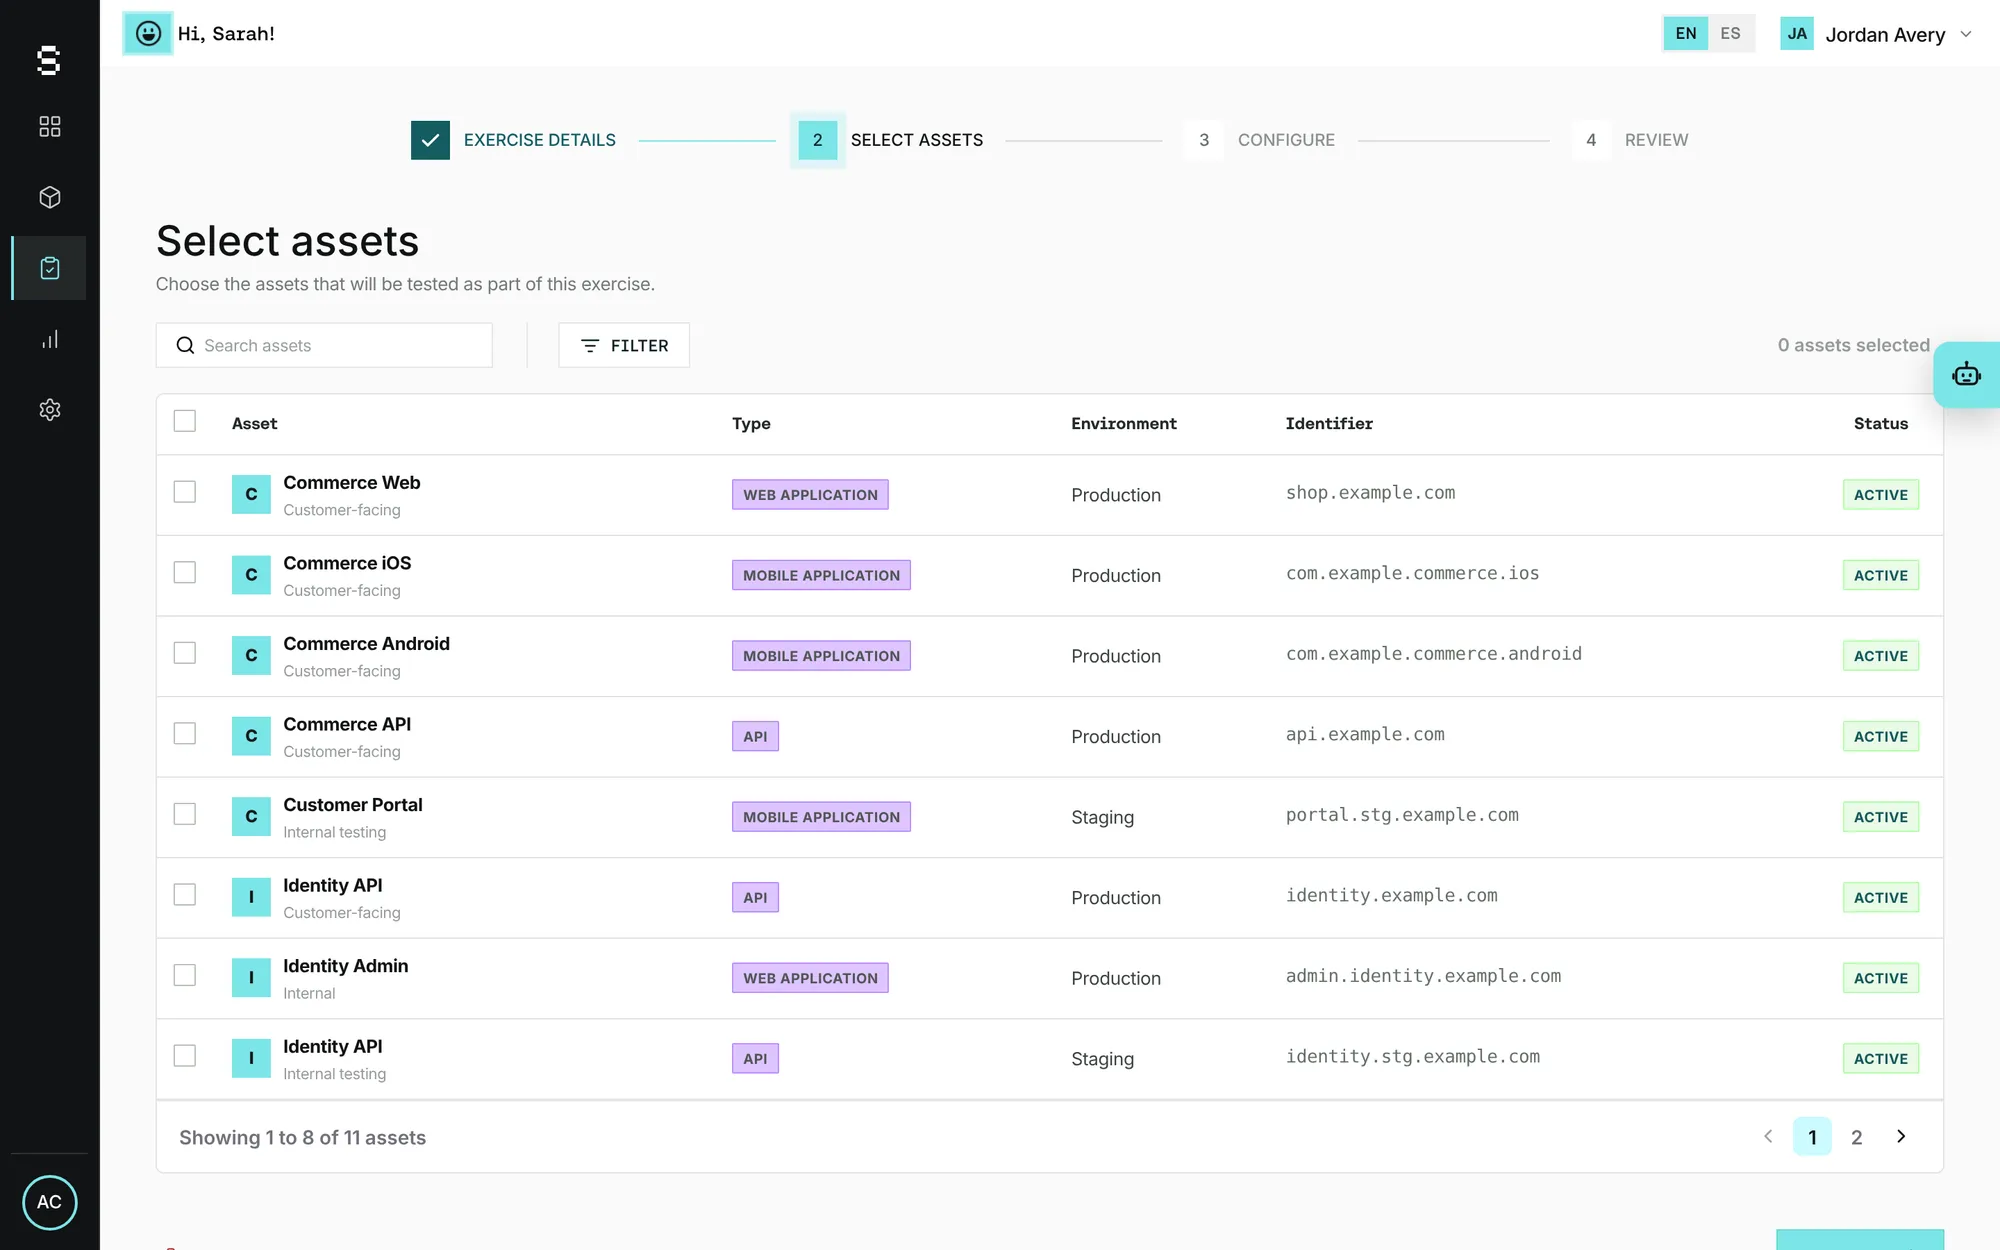 Hi, Sarah!
EN ES
JA Jordan Avery
EXERCISE DETAILS
2 SELECT ASSETS
3 CONFIGURE
4 REVIEW
Select assets
Choose the assets that will be tested as part of this exercise.
Search assets
FILTER
0 assets selected
Asset Type Environment Identifier Status
C Commerce Web WEB APPLICATION Production shop.example.com ACTIVE
Customer-facing
C Commerce iOS MOBILE APPLICATION Production com.example.commerce.ios ACTIVE
Customer-facing
C Commerce Android MOBILE APPLICATION Production com.example.commerce.android ACTIVE
Customer-facing
C Commerce API API Production api.example.com ACTIVE
Customer-facing
C Customer Portal MOBILE APPLICATION Staging portal.stg.example.com ACTIVE
Internal testing
I Identity API API Production identity.example.com ACTIVE
Customer-facing
I Identity Admin WEB APPLICATION Production admin.identity.example.com ACTIVE
Internal
I Identity API API Staging identity.stg.example.com ACTIVE
Internal testing
Showing 1 to 8 of 11 assets
1 2
AC